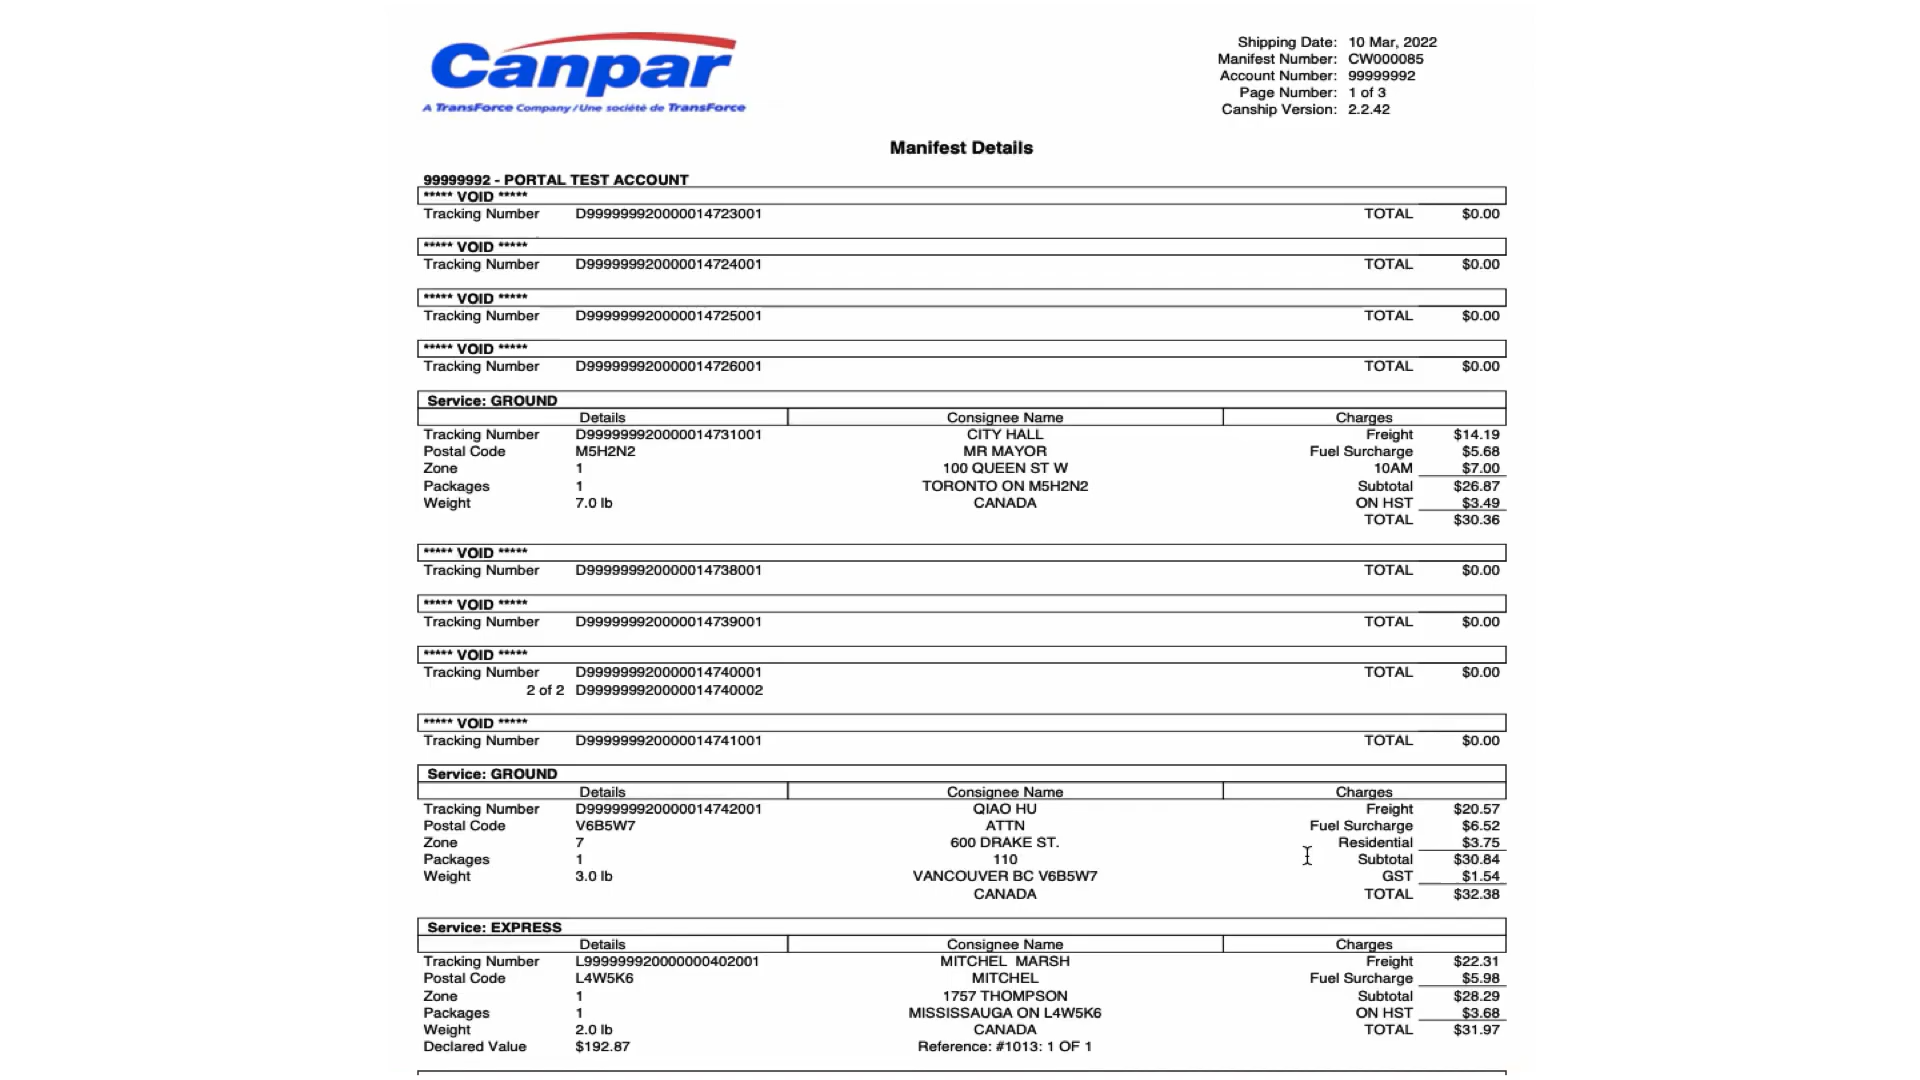 Canpar
A TransForce Company / Une société de TransForce
Shipping Date: 10 Mar, 2022
Manifest Number: CW000085
Account Number: 99999992
Page Number: 1 of 3
Canship Version: 2.2.42
Manifest Details
99999992 - PORTAL TEST ACCOUNT
***** VOID *****
Tracking Number D999999920000014723001 TOTAL $0.00
***** VOID *****
Tracking Number D999999920000014724001 TOTAL $0.00
***** VOID *****
Tracking Number D999999920000014725001 TOTAL $0.00
***** VOID *****
Tracking Number D999999920000014726001 TOTAL $0.00
Service: GROUND
Details Consignee Name Charges
Tracking Number D999999920000014731001 CITY HALL Freight $14.19
Postal Code M5H2N2 MR MAYOR Fuel Surcharge $5.68
Zone 1 100 QUEEN ST W 10AM $7.00
Packages 1 TORONTO ON M5H2N2 Subtotal $26.87
Weight 7.0 lb CANADA ON HST $3.49
TOTAL $30.36
***** VOID *****
Tracking Number D999999920000014738001 TOTAL $0.00
***** VOID *****
Tracking Number D999999920000014739001 TOTAL $0.00
***** VOID *****
Tracking Number D999999920000014740001 TOTAL $0.00
2 of 2 D999999920000014740002
***** VOID *****
Tracking Number D999999920000014741001 TOTAL $0.00
Service: GROUND
Details Consignee Name Charges
Tracking Number D999999920000014742001 QIAO HU Freight $20.57
Postal Code V6B5W7 ATTN Fuel Surcharge $6.52
Zone 7 600 DRAKE ST. Residential $3.75
Packages 1 110 Subtotal $30.84
Weight 3.0 lb VANCOUVER BC V6B5W7 GST $1.54
CANADA TOTAL $32.38
Service: EXPRESS
Details Consignee Name Charges
Tracking Number L999999920000000402001 MITCHEL MARSH Freight $22.31
Postal Code L4W5K6 MITCHEL Fuel Surcharge $5.98
Zone 1 1757 THOMPSON Subtotal $28.29
Packages 1 MISSISSAUGA ON L4W5K6 ON HST $3.68
Weight 2.0 lb CANADA TOTAL $31.97
Declared Value $192.87 Reference: #1013: 1 OF 1